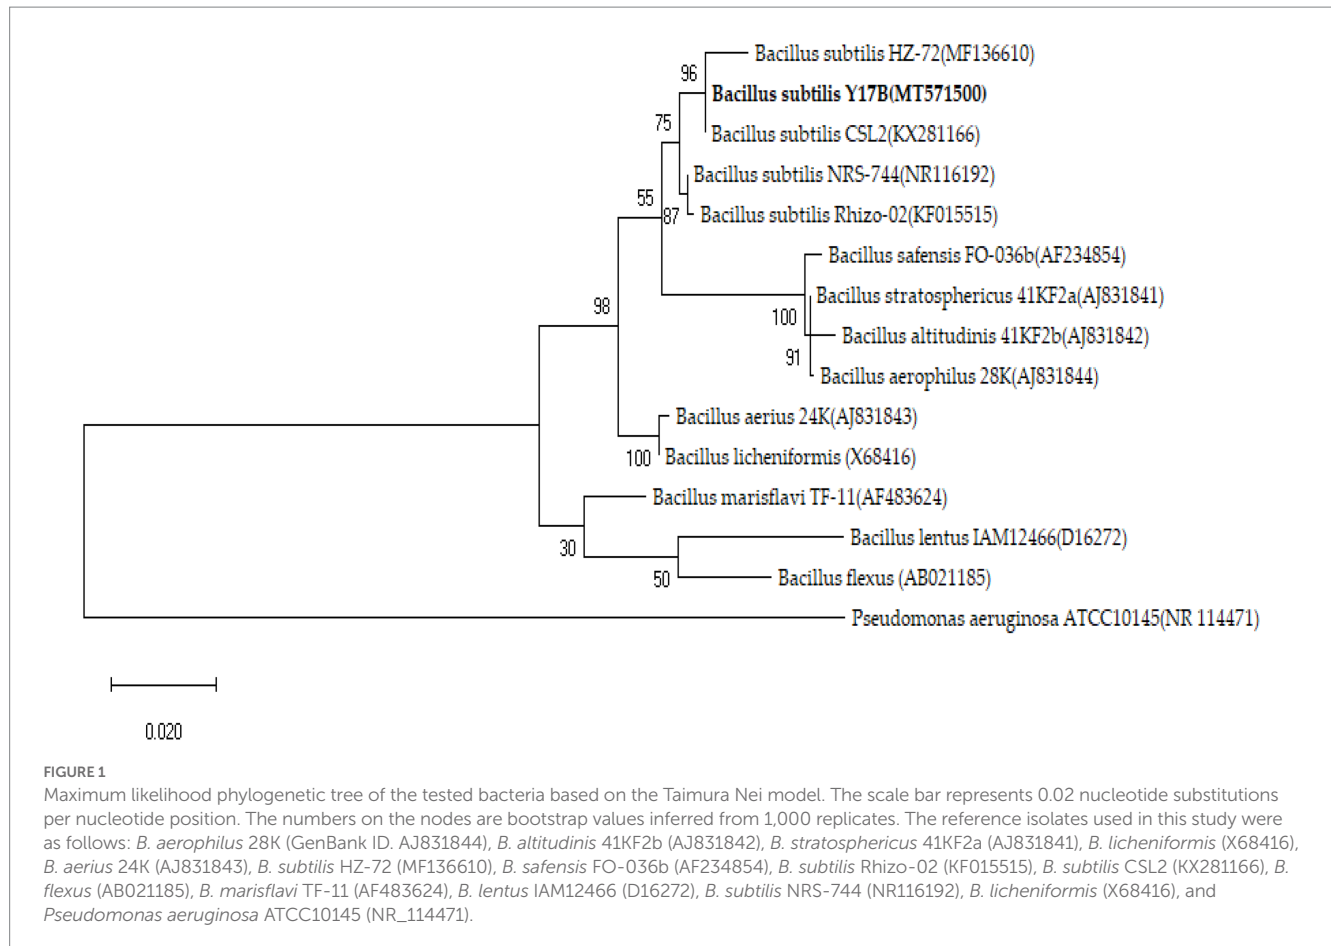 Bacillus subtilis HZ-72(MF136610)
96
Bacillus subtilis Y17B(MT571500)
75
Bacillus subtilis CSL2(KX281166)
Bacillus subtilis NRS-744(NR116192)
55
87
Bacillus subtilis Rhizo-02(KF015515)
Bacillus safensis FO-036b(AF234854)
Bacillus stratosphericus 41KF2a(AJ831841)
98
100
Bacillus altitudinis 41KF2b(AJ831842)
91
Bacillus aerophilus 28K(AJ831844)
Bacillus aerius 24K(AJ831843)
100
Bacillus licheniformis (X68416)
Bacillus marisflavi TF-11(AF483624)
Bacillus lentus IAM12466(D16272)
30
50
Bacillus flexus (AB021185)
Pseudomonas aeruginosa ATCC10145(NR 114471)
0.020
FIGURE 1
Maximum likelihood phylogenetic tree of the tested bacteria based on the Taimura Nei model. The scale bar represents 0.02 nucleotide substitutions
per nucleotide position. The numbers on the nodes are bootstrap values inferred from 1,000 replicates. The reference isolates used in this study were
as follows: B. aerophilus 28K (GenBank ID. AJ831844), B. altitudinis 41KF2b (AJ831842), B. stratosphericus 41KF2a (AJ831841), B. licheniformis (X68416),
B. aerius 24K (AJ831843), B. subtilis HZ-72 (MF136610), B. safensis FO-036b (AF234854), B. subtilis Rhizo-02 (KF015515), B. subtilis CSL2 (KX281166), B.
flexus (AB021185), B. marisflavi TF-11 (AF483624), B. lentus IAM12466 (D16272), B. subtilis NRS-744 (NR116192), B. licheniformis (X68416), and
Pseudomonas aeruginosa ATCC10145 (NR_114471).